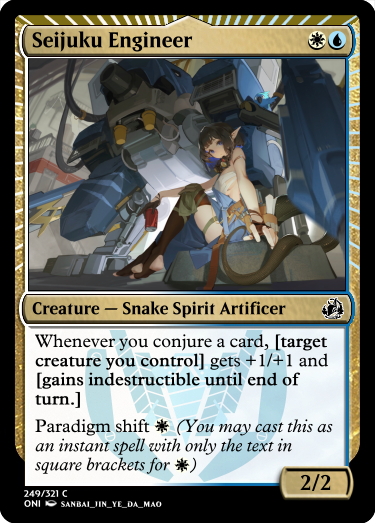 Seijuku Engineer
Creature — Snake Spirit Artificer
Whenever you conjure a card, [target
creature you control] gets +1/+1 and
[gains indestructible until end of
turn.]
Paradigm shift (You may cast this as
an instant spell with only the text in
square brackets for )
2/2
249/321 C
ONI SANBAI_JIN_YE_DA_MAO